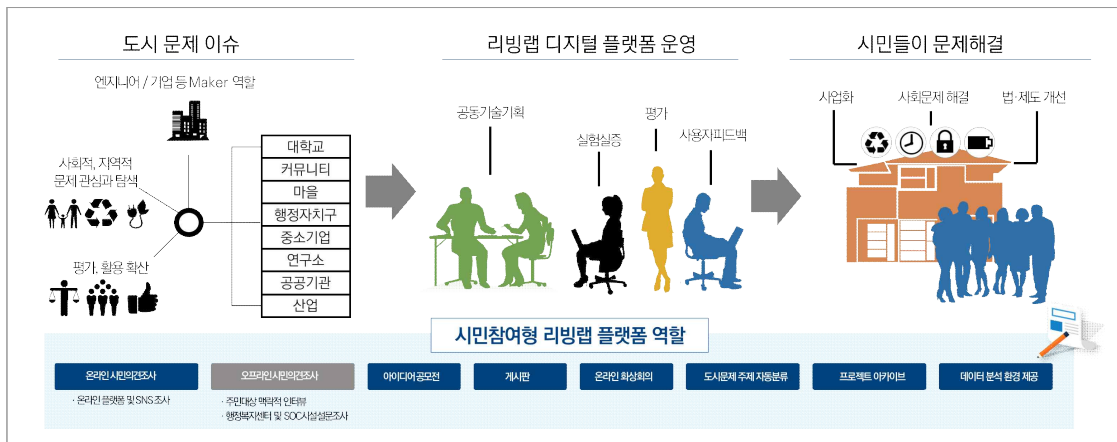 도시 문제 이슈
엔지니어 / 기업 등 Maker 역할
사회적, 지역적
문제 관심과 탐색
평가, 활용 확산
대학교
커뮤니티
마을
행정자치구
중소기업
연구소
공공기관
산업
리빙랩 디지털 플랫폼 운영
공동기술기획
실험실증
평가
사용자피드백
시민들이 문제해결
사업화
사회문제 해결
법·제도 개선
시민참여형 리빙랩 플랫폼 역할
온라인 시민의견조사
· 온라인 플랫폼 및 SNS 조사
오프라인 시민의견조사
· 주민대상 맥락적 인터뷰
· 행정복지센터 및 SOC시설설문조사
아이디어 공모전
게시판
온라인 화상회의
도시문제 주제 자동분류
프로젝트 아카이브
데이터 분석 환경 제공